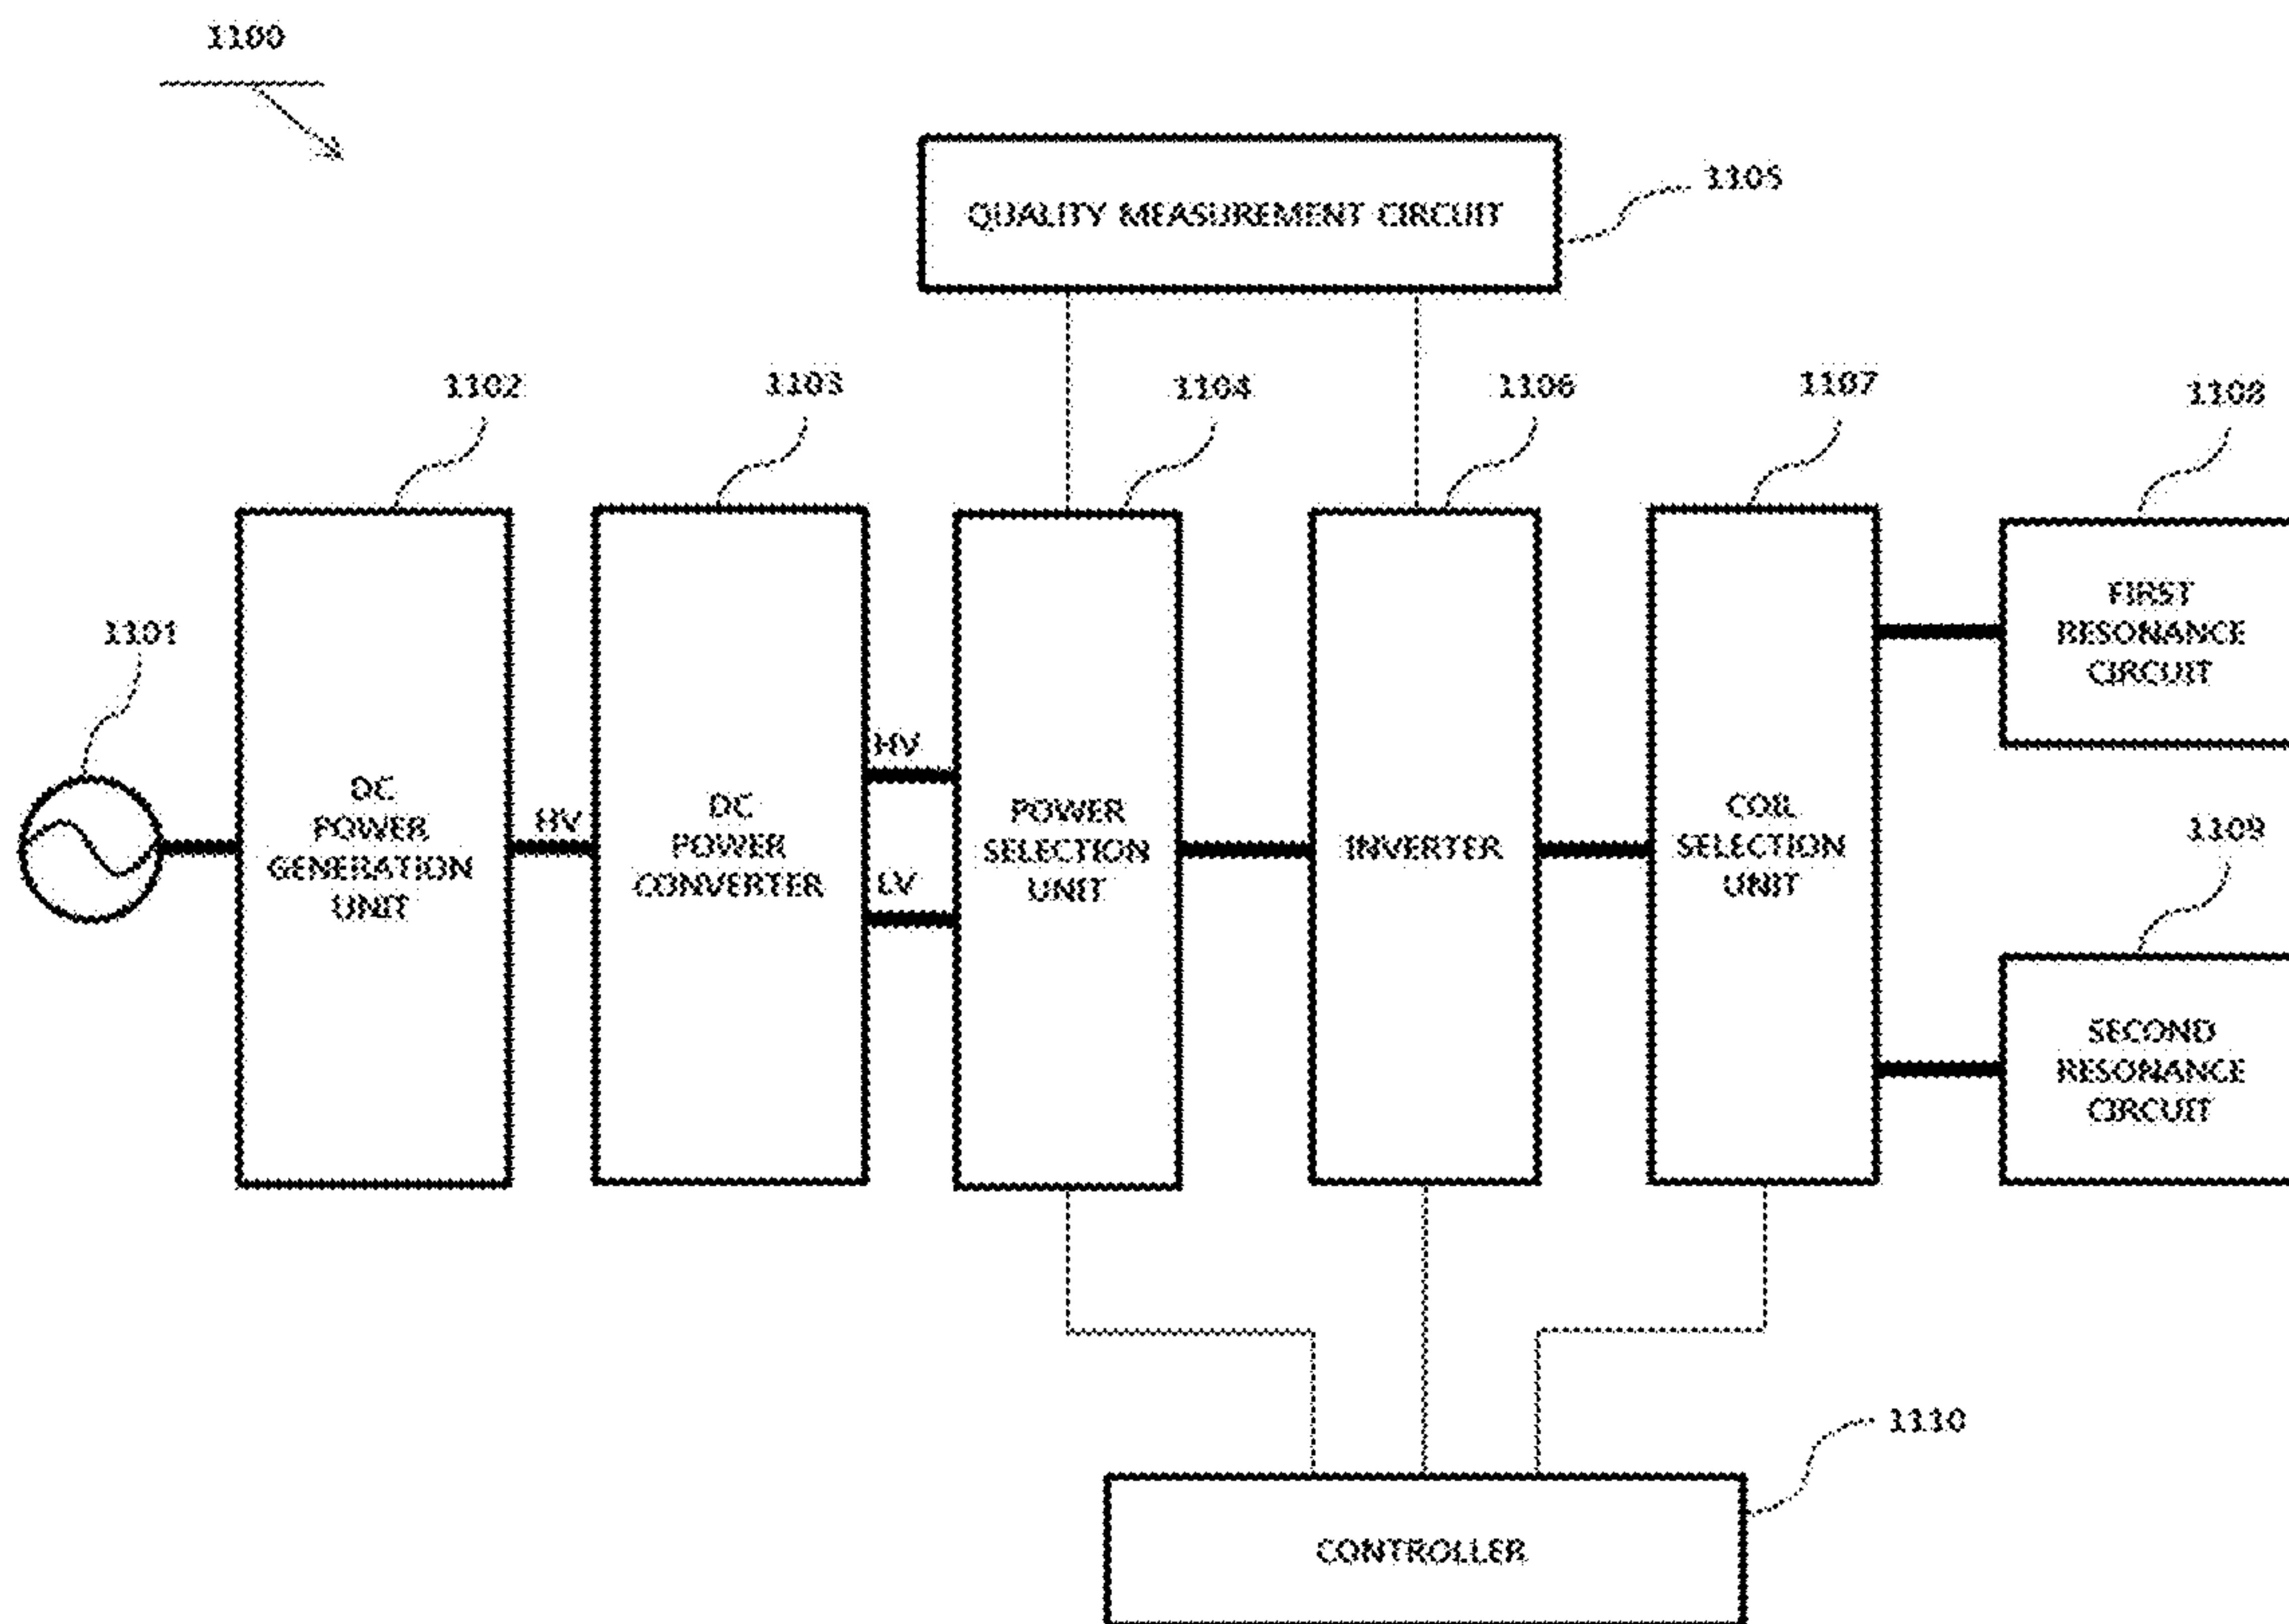 1100
QUALITY MEASUREMENT CIRCUIT
1105
1102
1103
1104
1106
1107
1108
1101
DC
POWER
GENERATION
UNIT
HV
DC
POWER
CONVERTER
HV
LV
POWER
SELECTION
UNIT
INVERTER
COIL
SELECTION
UNIT
FIRST
RESONANCE
CIRCUIT
1109
SECOND
RESONANCE
CIRCUIT
1110
CONTROLLER